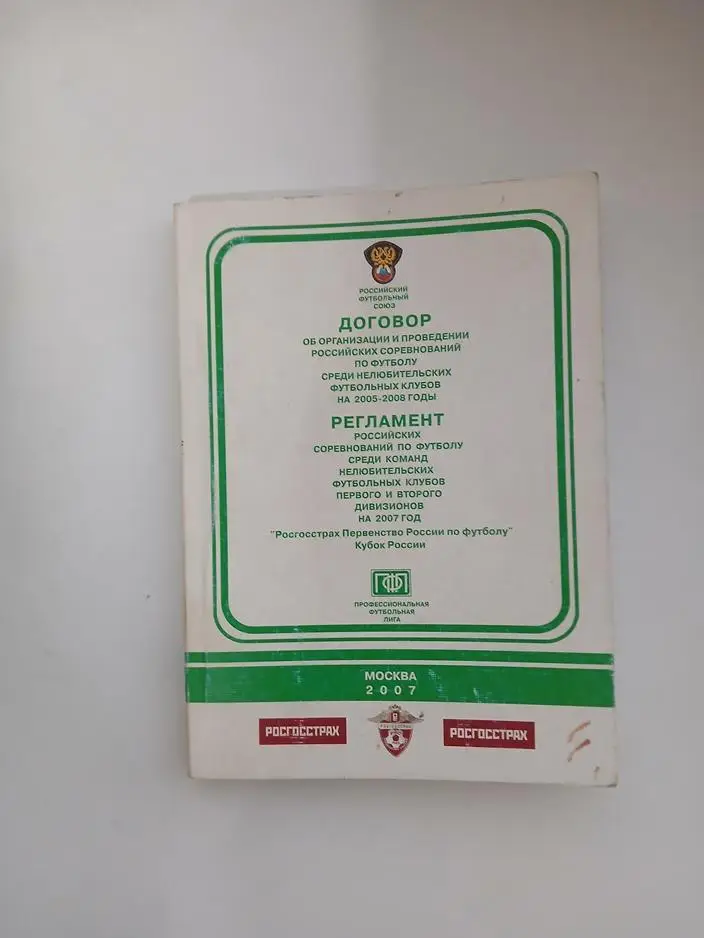 РОССИЙСКИЙ
ФУТБОЛЬНЫЙ
СОЮЗ
ДОГОВОР
ОБ ОРГАНИЗАЦИИ И ПРОВЕДЕНИИ
РОССИЙСКИХ СОРЕВНОВАНИЙ
ПО ФУТБОЛУ
СРЕДИ НЕЛЮБИТЕЛЬСКИХ
ФУТБОЛЬНЫХ КЛУБОВ
НА 2005-2008 ГОДЫ
РЕГЛАМЕНТ
РОССИЙСКИХ
СОРЕВНОВАНИЙ ПО ФУТБОЛУ
СРЕДИ КОМАНД
НЕЛЮБИТЕЛЬСКИХ
ФУТБОЛЬНЫХ КЛУБОВ
ПЕРВОГО И ВТОРОГО
ДИВИЗИОНОВ
НА 2007 ГОД
"Росгосстрах Первенство России по футболу"
Кубок России
ПФЛ
ПРОФЕССИОНАЛЬНАЯ
ФУТБОЛЬНАЯ
ЛИГА
МОСКВА
2007
РОСГОССТРАХ
РОСГОССТРАХ